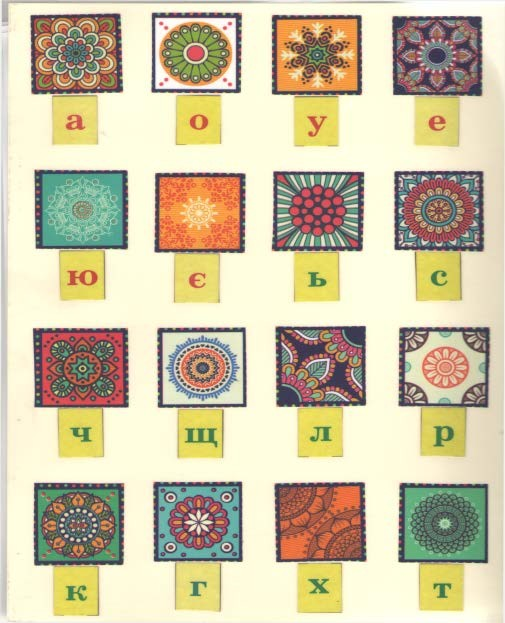 а о у е
ю є ь с
ч щ л р
к г х т